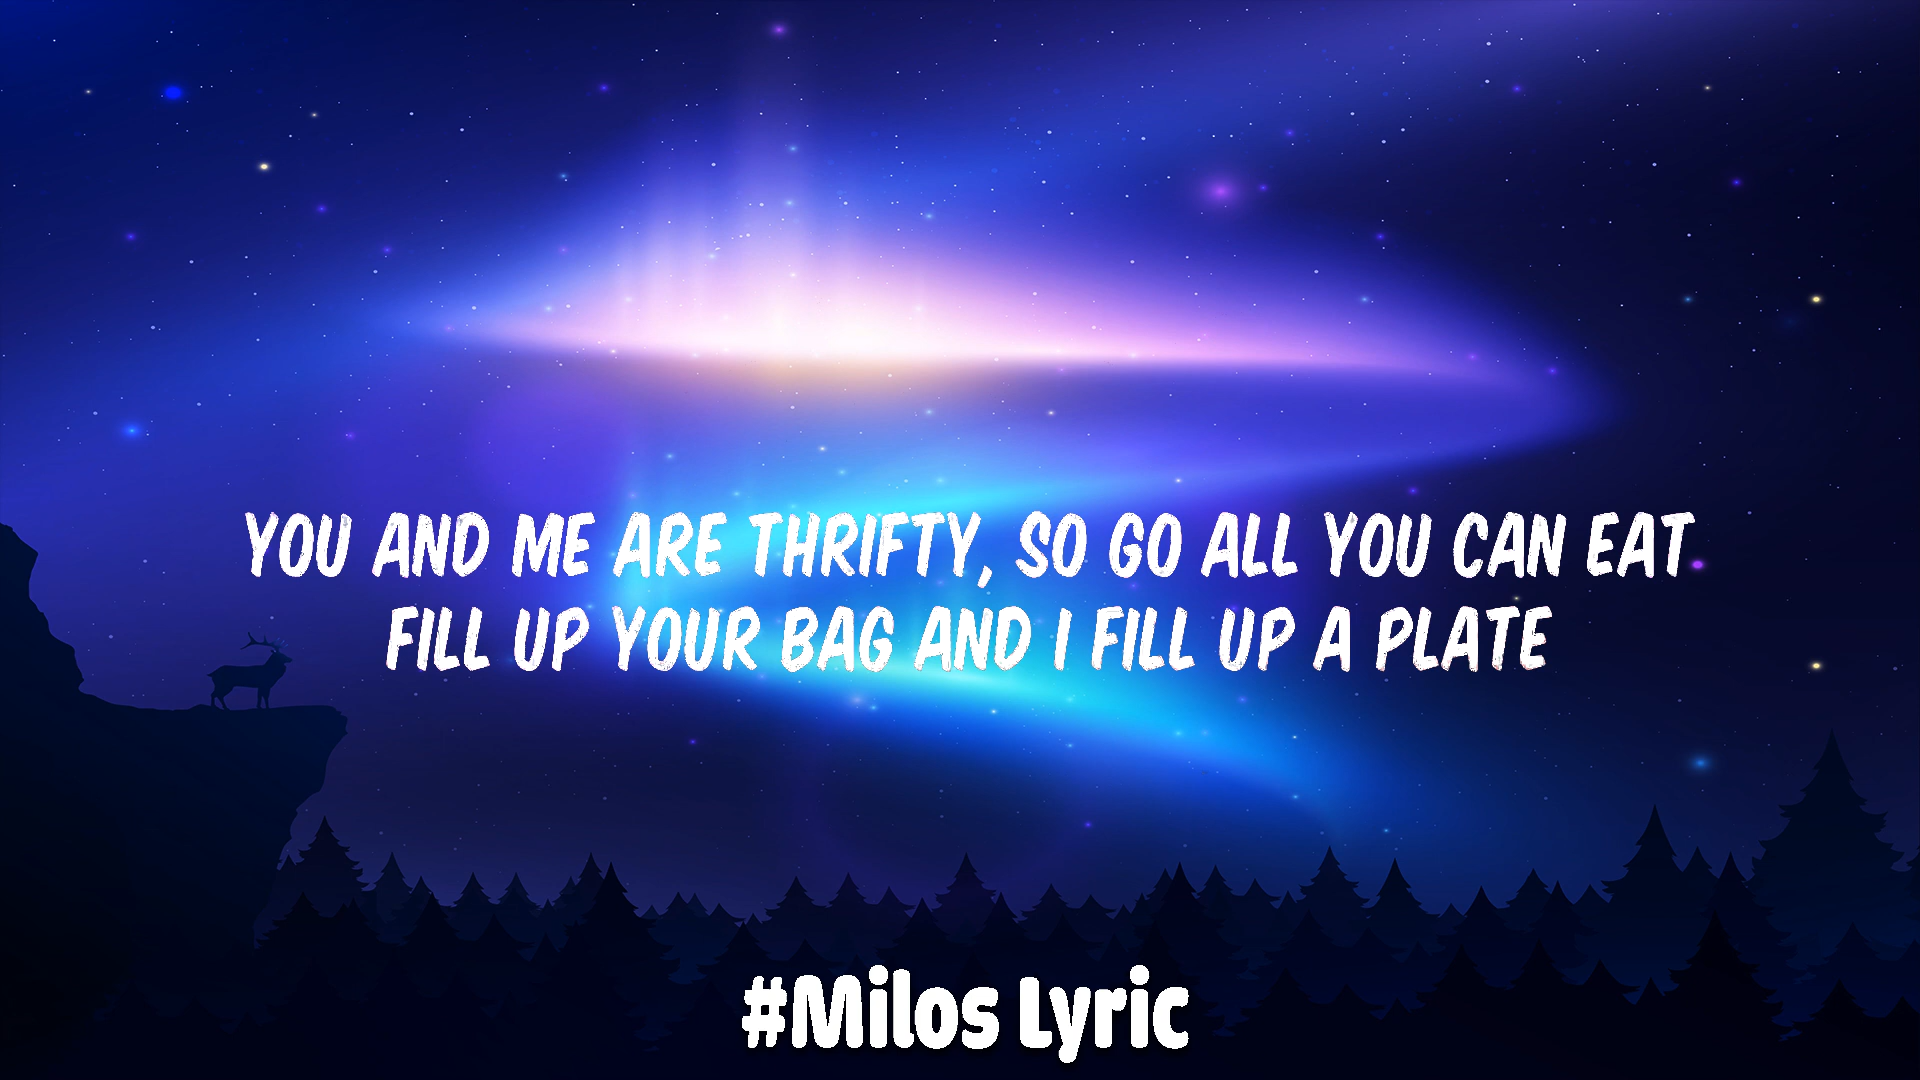 YOU AND ME ARE THRIFTY, SO GO ALL YOU CAN EAT
FILL UP YOUR BAG AND I FILL UP A PLATE
#Milos Lyric